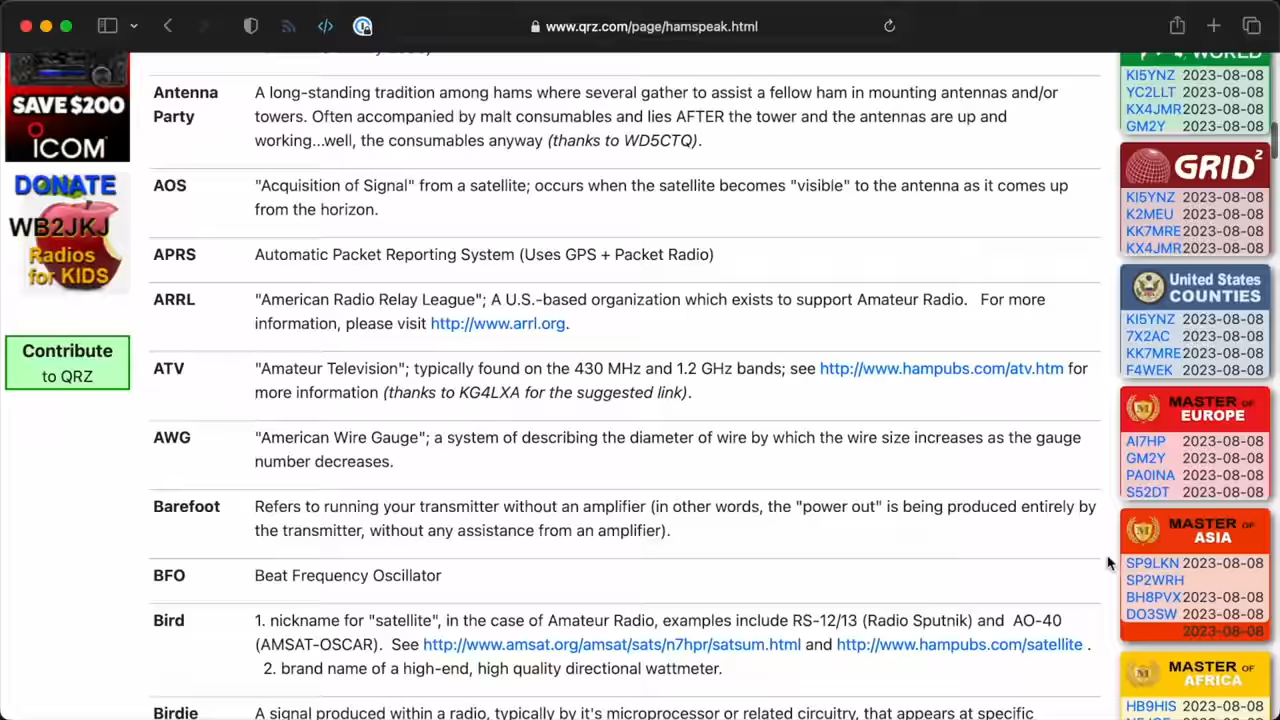 www.qrz.com/page/hamspeak.html
SAVE $200
ICOM
DONATE
WB2JKJ
Radios
for KIDS
Contribute
to QRZ
Antenna
Party
A long-standing tradition among hams where several gather to assist a fellow ham in mounting antennas and/or
towers. Often accompanied by malt consumables and lies AFTER the tower and the antennas are up and
working...well, the consumables anyway (thanks to WD5CTQ).
AOS
"Acquisition of Signal" from a satellite; occurs when the satellite becomes "visible" to the antenna as it comes up
from the horizon.
APRS
Automatic Packet Reporting System (Uses GPS + Packet Radio)
ARRL
"American Radio Relay League"; A U.S.-based organization which exists to support Amateur Radio. For more
information, please visit http://www.arrl.org.
ATV
"Amateur Television"; typically found on the 430 MHz and 1.2 GHz bands; see http://www.hampubs.com/atv.htm for
more information (thanks to KG4LXA for the suggested link).
AWG
"American Wire Gauge"; a system of describing the diameter of wire by which the wire size increases as the gauge
number decreases.
Barefoot
Refers to running your transmitter without an amplifier (in other words, the "power out" is being produced entirely by
the transmitter, without any assistance from an amplifier).
BFO
Beat Frequency Oscillator
Bird
1. nickname for "satellite", in the case of Amateur Radio, examples include RS-12/13 (Radio Sputnik) and AO-40
(AMSAT-OSCAR). See http://www.amsat.org/amsat/sats/n7hpr/satsum.html and http://www.hampubs.com/satellite .
2. brand name of a high-end, high quality directional wattmeter.
Birdie
A signal produced within a radio, typically by it's microprocessor or related circuitry, that appears at specific
WORLD
KI5YNZ 2023-08-08
YC2LLT 2023-08-08
KX4JMR 2023-08-08
GM2Y 2023-08-08
GRID²
KI5YNZ 2023-08-08
K2MEU 2023-08-08
KK7MRE 2023-08-08
KX4JMR 2023-08-08
United States
COUNTIES
KI5YNZ 2023-08-08
7X2AC 2023-08-08
KK7MRE 2023-08-08
F4WEK 2023-08-08
MASTER OF
EUROPE
AI7HP 2023-08-08
GM2Y 2023-08-08
PA0INA 2023-08-08
S52DT 2023-08-08
MASTER OF
ASIA
SP9LKN 2023-08-08
SP2WRH
BH8PVX 2023-08-08
DO3SW 2023-08-08
2023-08-08
MASTER OF
AFRICA
HB9HIS 2023-08-08